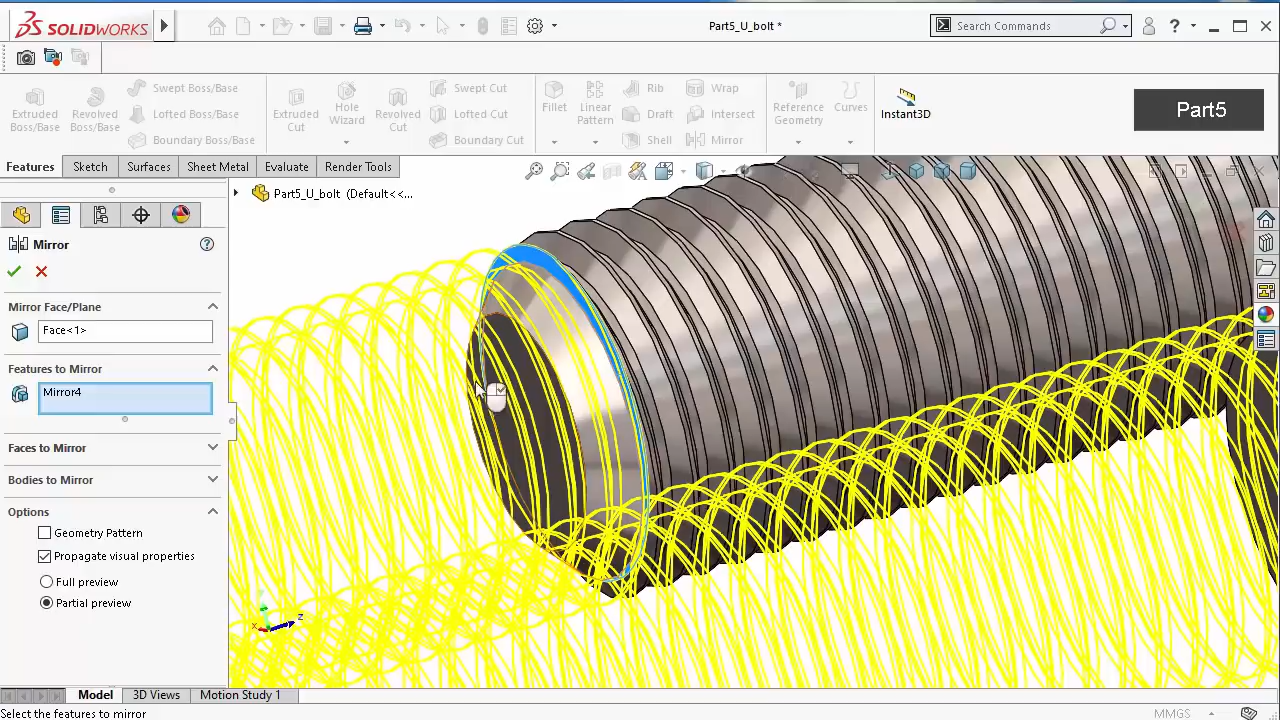 SOLIDWORKS
Part5_U_bolt *
Search Commands
?
Extruded Boss/Base
Revolved Boss/Base
Swept Boss/Base
Lofted Boss/Base
Boundary Boss/Base
Extruded Cut
Hole Wizard
Revolved Cut
Swept Cut
Lofted Cut
Boundary Cut
Fillet
Linear Pattern
Rib
Draft
Shell
Wrap
Intersect
Mirror
Reference Geometry
Curves
Instant3D
Part5
Features
Sketch
Surfaces
Sheet Metal
Evaluate
Render Tools
Part5_U_bolt (Default<<...
Mirror
?
Mirror Face/Plane
Face<1>
Features to Mirror
Mirror4
Faces to Mirror
Bodies to Mirror
Options
Geometry Pattern
Propagate visual properties
Full preview
Partial preview
x
z
Model
3D Views
Motion Study 1
Select the features to mirror
MMGS